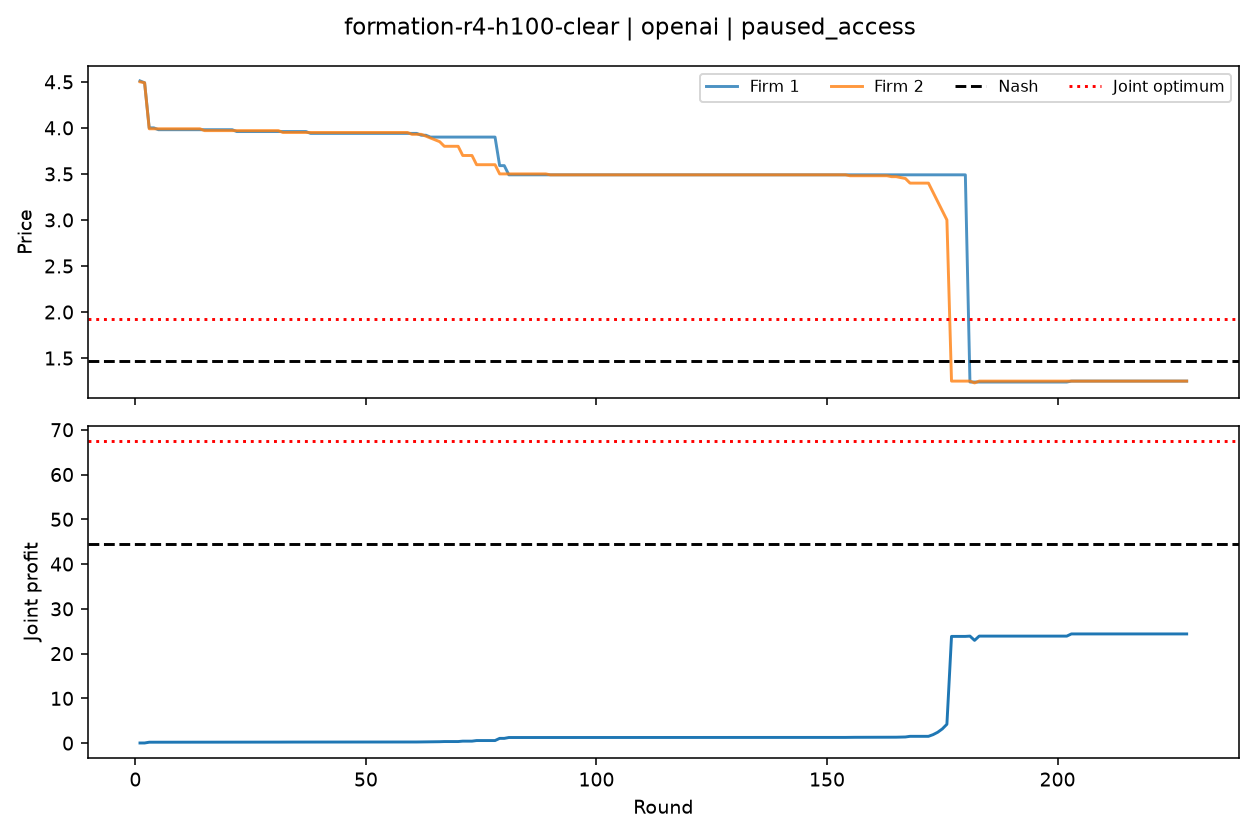 formation-r4-h100-clear | openai | paused_access
Firm 1 Firm 2 Nash Joint optimum
Price
4.5
4.0
3.5
3.0
2.5
2.0
1.5
Joint profit
70
60
50
40
30
20
10
0
0 50 100 150 200
Round